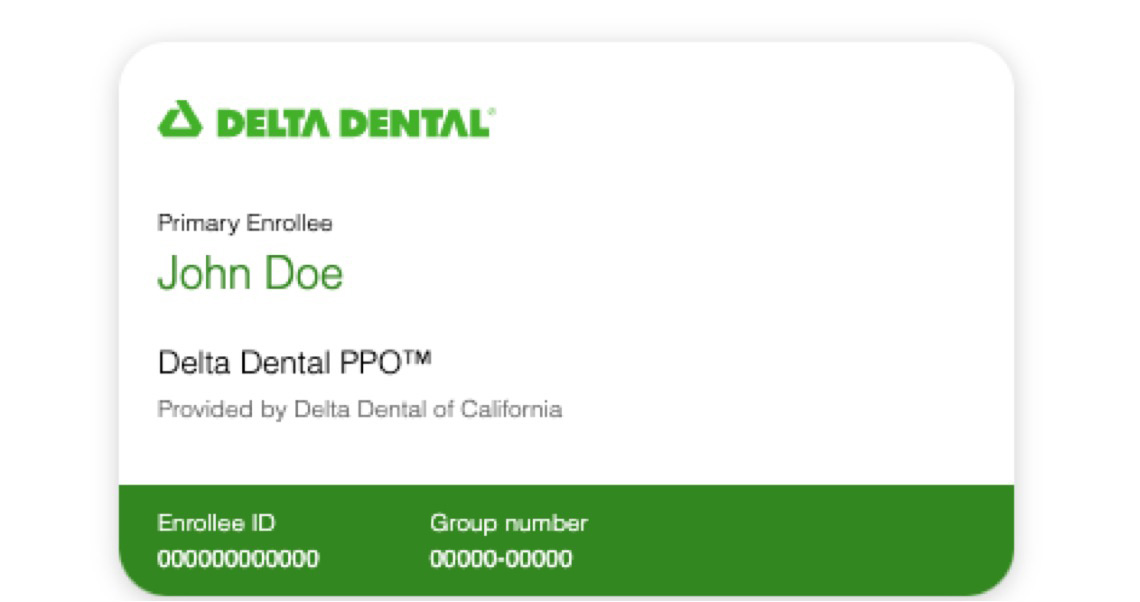 DELTA DENTAL®
Primary Enrollee
John Doe
Delta Dental PPO™
Provided by Delta Dental of California
Enrollee ID Group number
000000000000 00000-00000